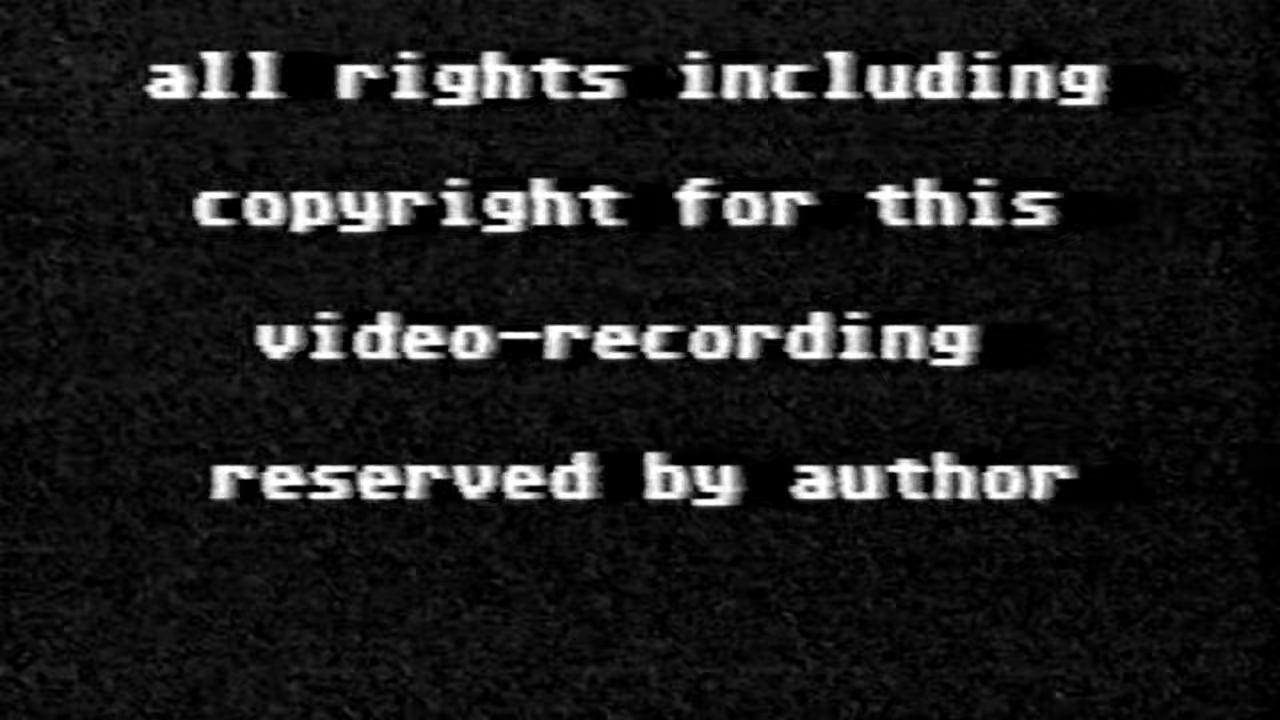 all rights including
copyright for this
video-recording
reserved by author